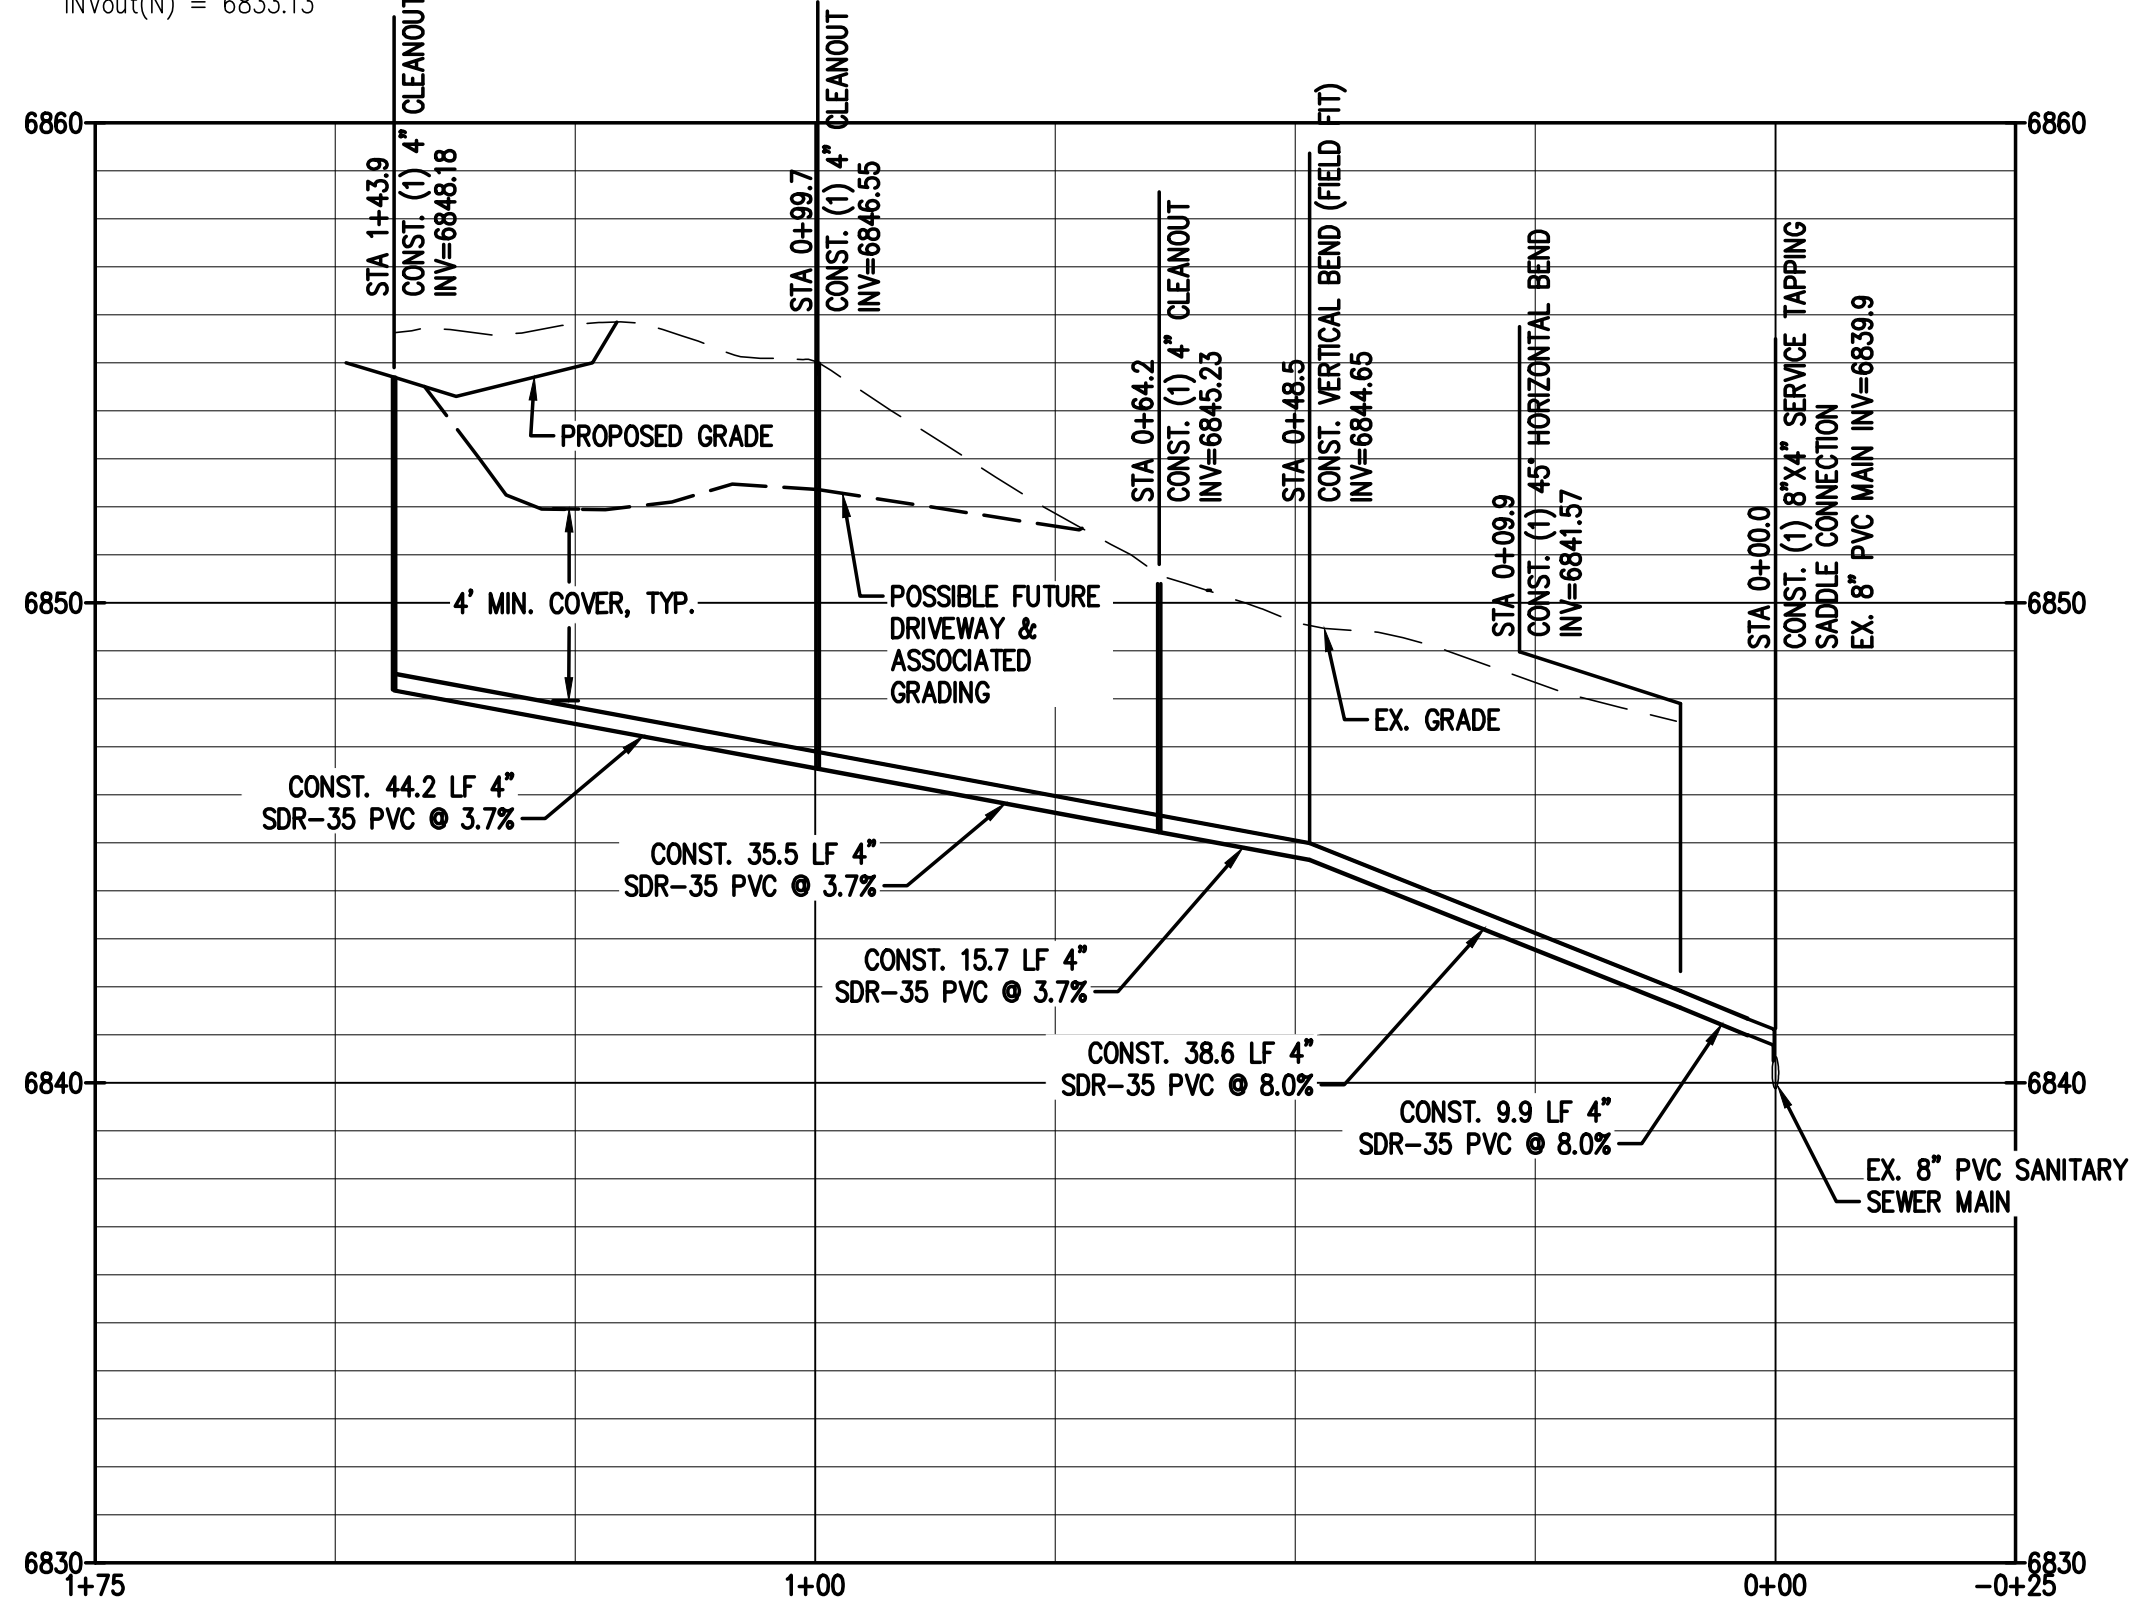 INVout(N) = 6833.13
6860
6860
STA 1+43.9
CONST. (1) 4" CLEANOUT
INV=6848.18
STA 0+99.7
CONST. (1) 4" CLEANOUT
INV=6846.55
STA 0+64.2
CONST. (1) 4" CLEANOUT
INV=6845.23
STA 0+48.5
CONST. VERTICAL BEND (FIELD FIT)
INV=6844.65
STA 0+09.9
CONST. (1) 45° HORIZONTAL BEND
INV=6841.57
STA 0+00.0
CONST. (1) 8"X4" SERVICE TAPPING
SADDLE CONNECTION
EX. 8" PVC MAIN INV=6839.9
PROPOSED GRADE
6850
4' MIN. COVER, TYP.
POSSIBLE FUTURE
DRIVEWAY &
ASSOCIATED
GRADING
6850
EX. GRADE
CONST. 44.2 LF 4"
SDR-35 PVC @ 3.7%
CONST. 35.5 LF 4"
SDR-35 PVC @ 3.7%
CONST. 15.7 LF 4"
SDR-35 PVC @ 3.7%
CONST. 38.6 LF 4"
SDR-35 PVC @ 8.0%
CONST. 9.9 LF 4"
SDR-35 PVC @ 8.0%
6840
6840
EX. 8" PVC SANITARY
SEWER MAIN
6830
6830
1+75
1+00
0+00
-0+25